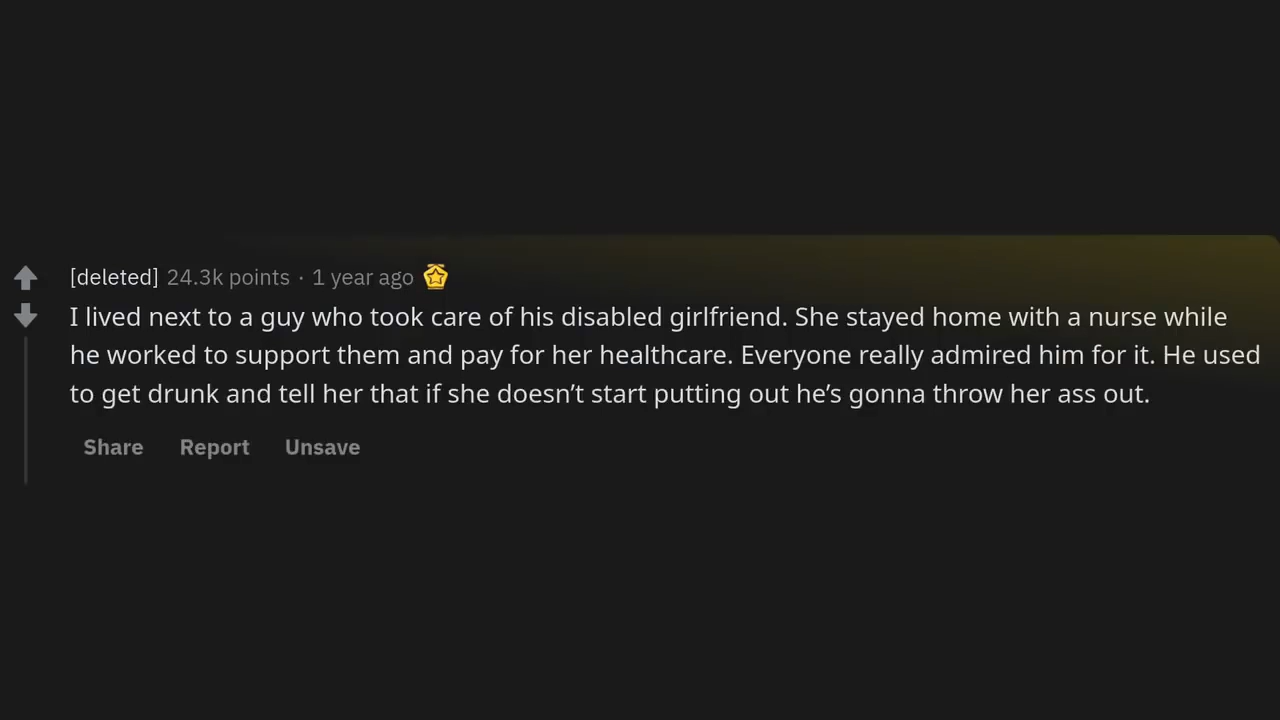 [deleted] 24.3k points · 1 year ago
I lived next to a guy who took care of his disabled girlfriend. She stayed home with a nurse while
he worked to support them and pay for her healthcare. Everyone really admired him for it. He used
to get drunk and tell her that if she doesn’t start putting out he’s gonna throw her ass out.
Share Report Unsave